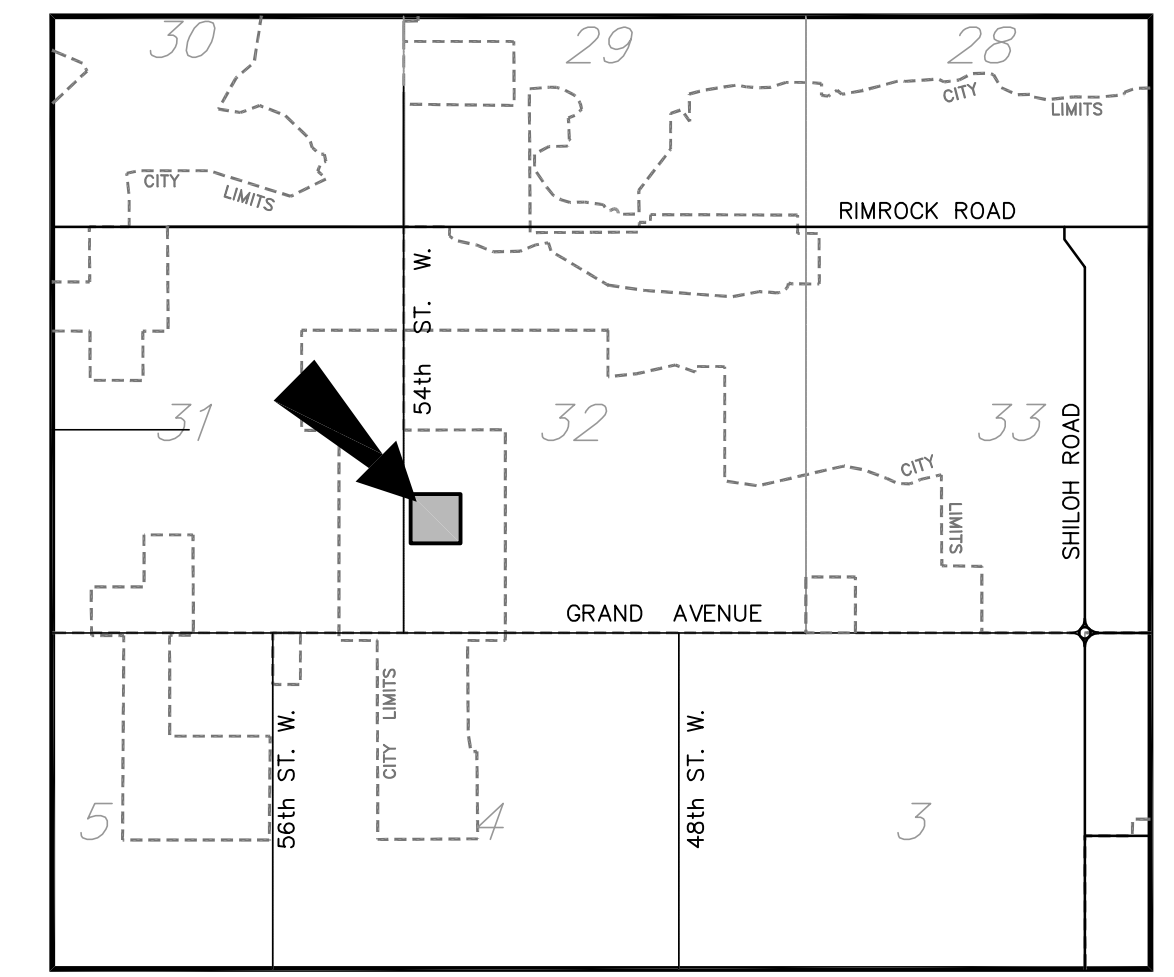 30
29
28
CITY LIMITS
CITY LIMITS
RIMROCK ROAD
54th ST. W.
31
32
33
SHILOH ROAD
CITY LIMITS
GRAND AVENUE
CITY LIMITS
56th ST. W.
48th ST. W.
5
4
3